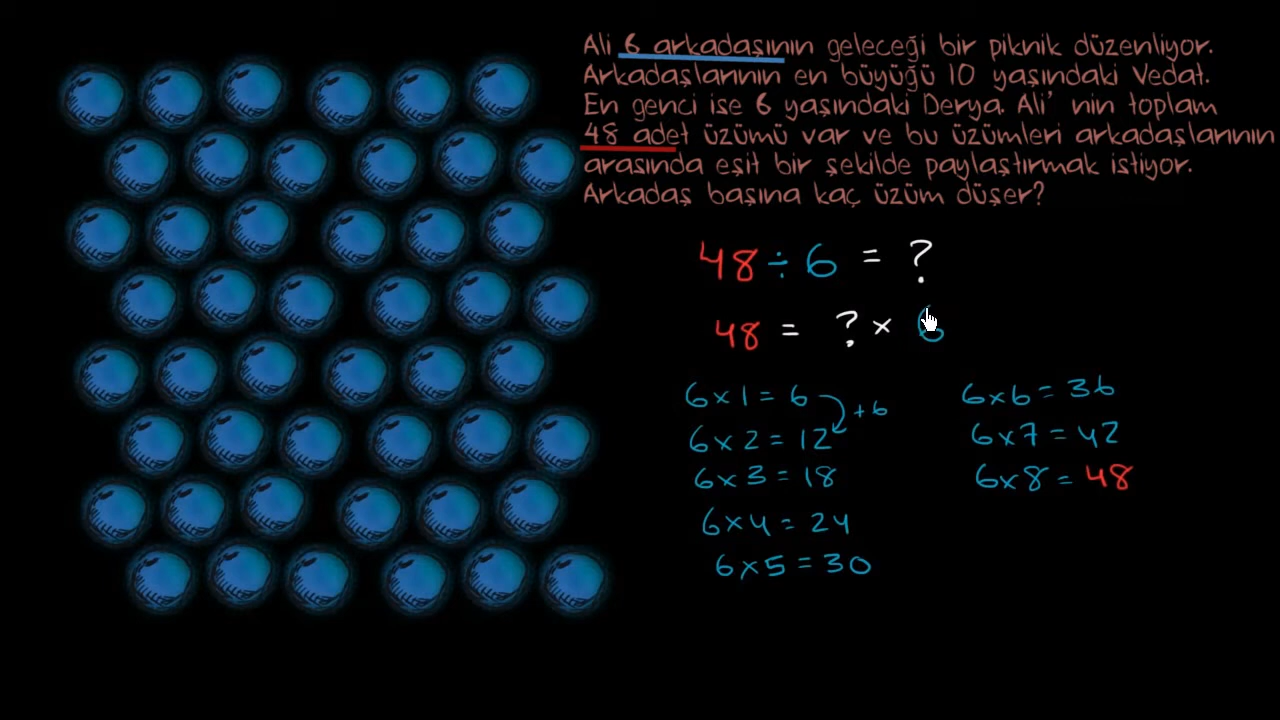 Ali 6 arkadaşının geleceği bir piknik düzenliyor.
Arkadaşlarının en büyüğü 10 yaşındaki Vedat.
En genci ise 6 yaşındaki Derya. Ali' nin toplam
48 adet üzümü var ve bu üzümleri arkadaşlarının
arasında eşit bir şekilde paylaştırmak istiyor.
Arkadaş başına kaç üzüm düşer?
48 ÷ 6 = ?
48 = ? × 6
6 × 1 = 6
+6
6 × 2 = 12
6 × 3 = 18
6 × 4 = 24
6 × 5 = 30
6 × 6 = 36
6 × 7 = 42
6 × 8 = 48